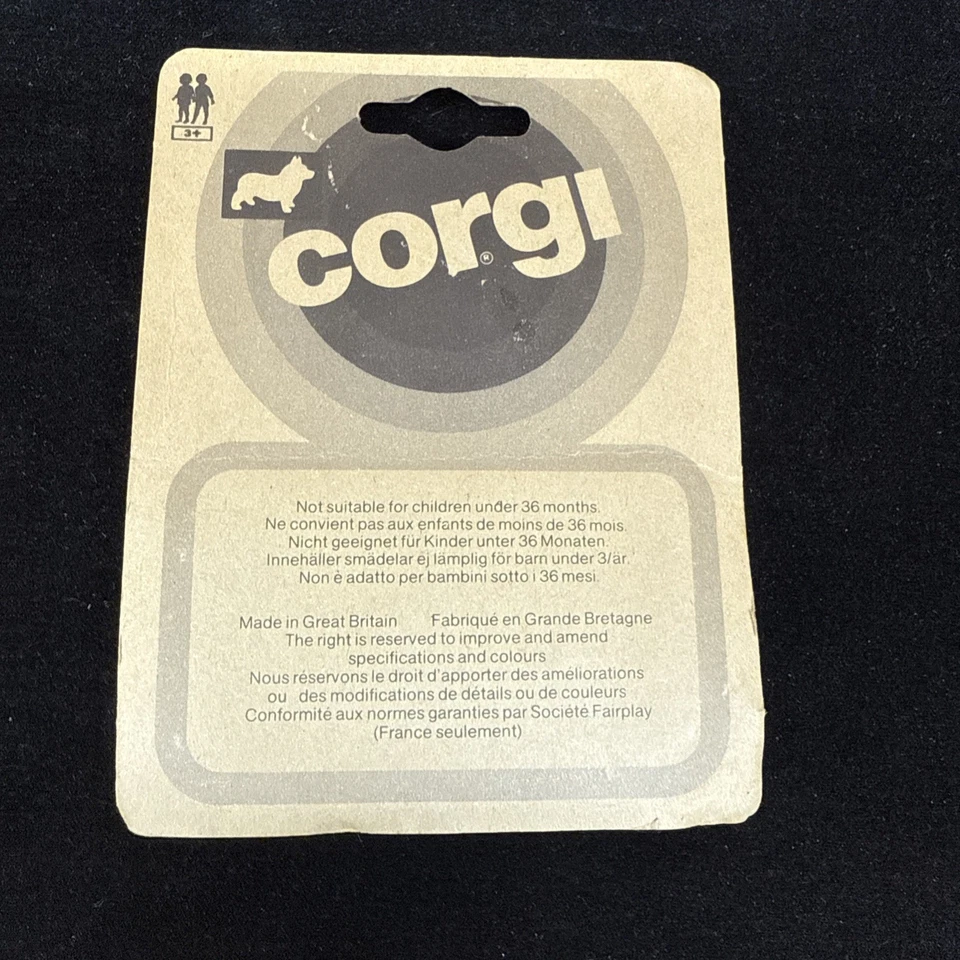 3+
corgi
®
Not suitable for children under 36 months.
Ne convient pas aux enfants de moins de 36 mois.
Nicht geeignet für Kinder unter 36 Monaten.
Innehäller smädelar ej lämplig för barn under 3/är.
Non è adatto per bambini sotto i 36 mesi.
Made in Great Britain Fabriqué en Grande Bretagne
The right is reserved to improve and amend
specifications and colours
Nous réservons le droit d'apporter des améliorations
ou des modifications de détails ou de couleurs
Conformité aux normes garanties par Société Fairplay
(France seulement)